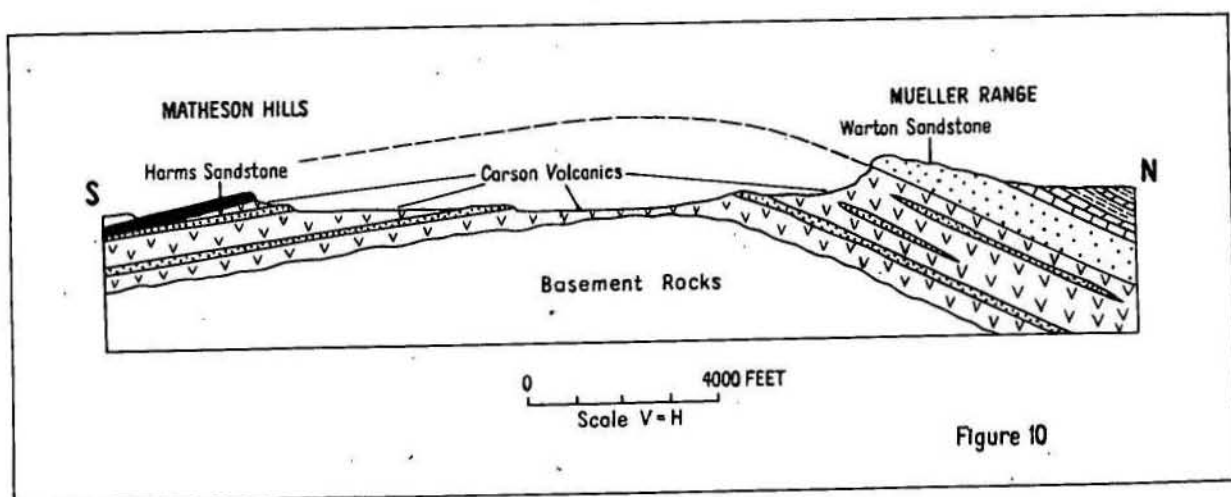 MATHESON HILLS
MUELLER RANGE
Warton Sandstone
Harms Sandstone
Carson Volcanics
S
N
Basement Rocks
0 4000 FEET
Scale V = H
Figure 10